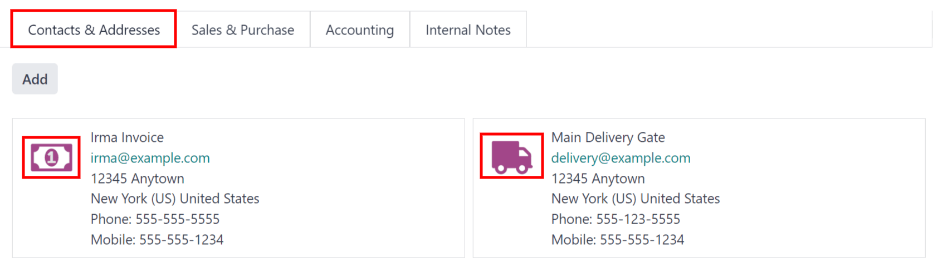 Contacts & Addresses Sales & Purchase Accounting Internal Notes
Add
1
Irma Invoice
irma@example.com
12345 Anytown
New York (US) United States
Phone: 555-555-5555
Mobile: 555-555-1234
Main Delivery Gate
delivery@example.com
12345 Anytown
New York (US) United States
Phone: 555-123-5555
Mobile: 555-555-1234